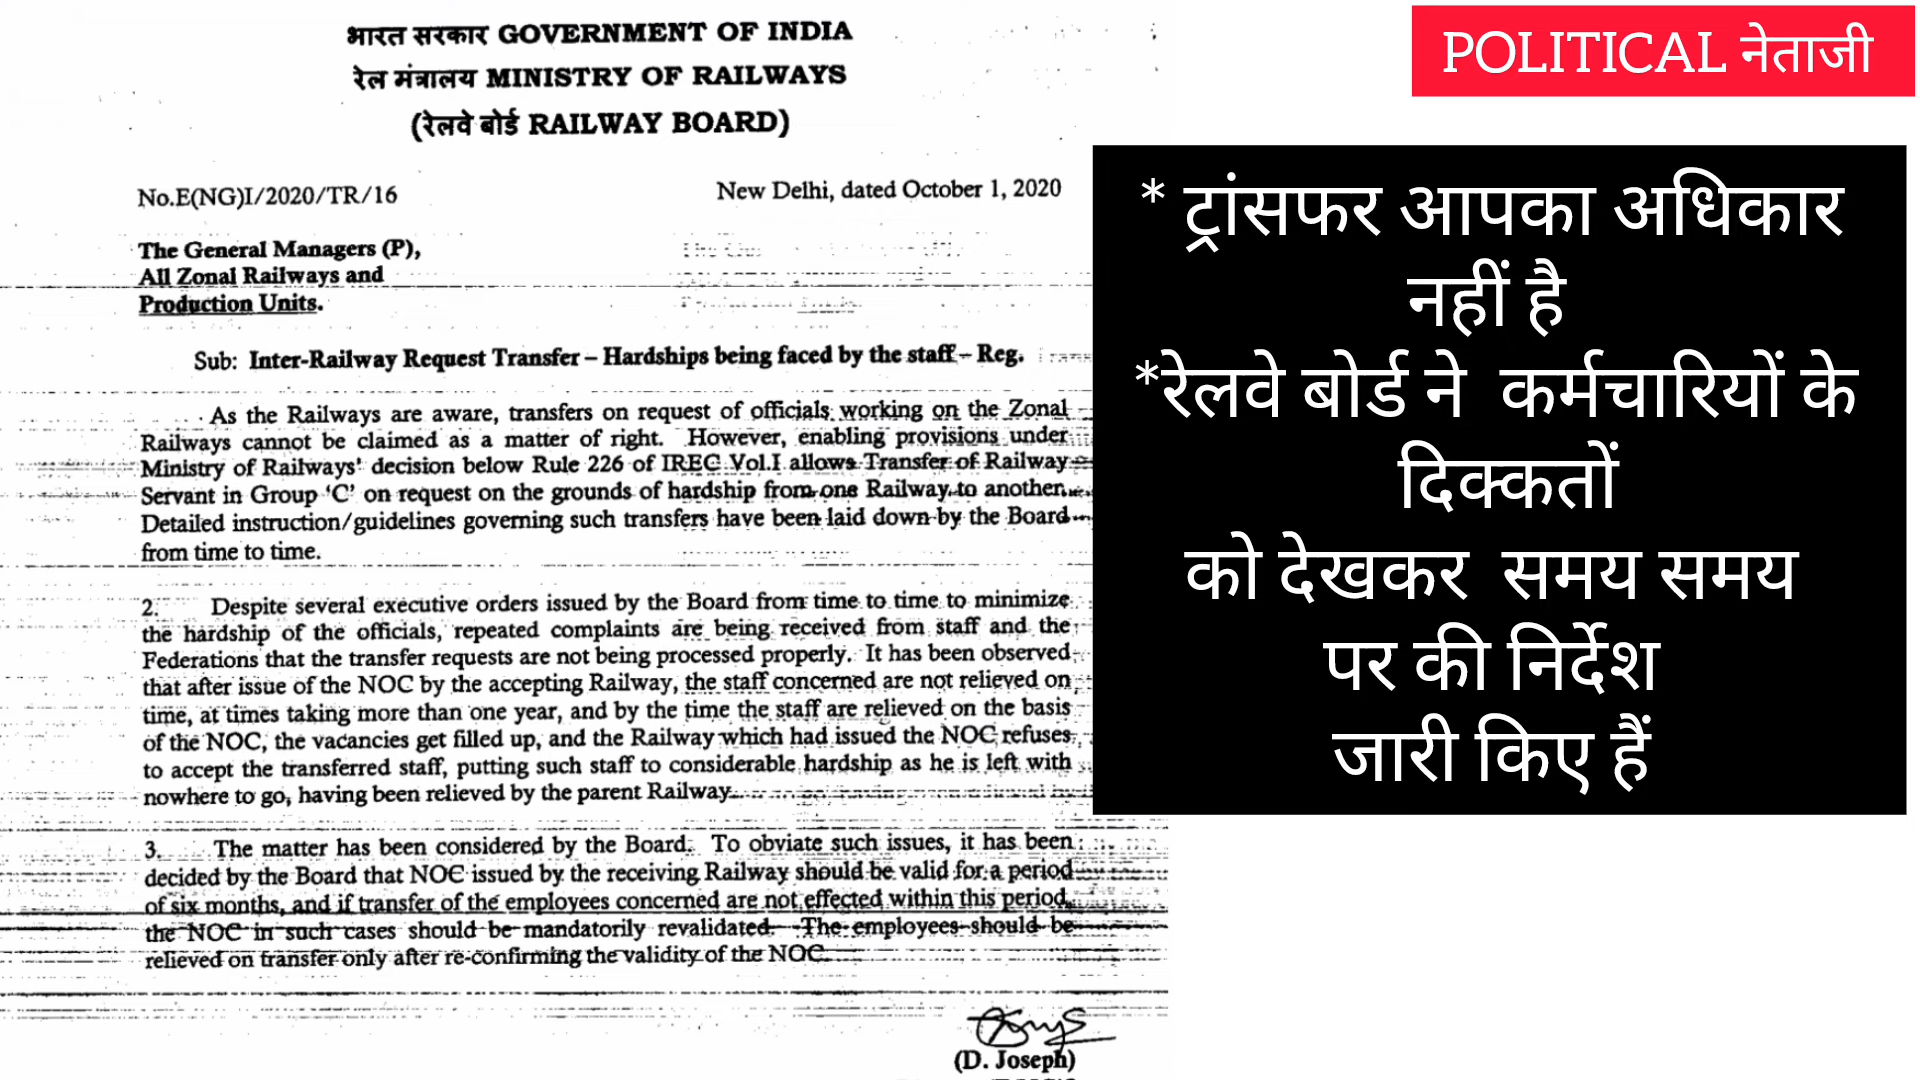 भारत सरकार GOVERNMENT OF INDIA
रेल मंत्रालय MINISTRY OF RAILWAYS
(रेलवे बोर्ड RAILWAY BOARD)
No.E(NG)I/2020/TR/16
New Delhi, dated October 1, 2020
The General Managers (P),
All Zonal Railways and
Production Units.
Sub: Inter-Railway Request Transfer – Hardships being faced by the staff – Reg.
As the Railways are aware, transfers on request of officials working on the Zonal
Railways cannot be claimed as a matter of right. However, enabling provisions under
Ministry of Railways' decision below Rule 226 of IREC Vol.I allows Transfer of Railway
Servant in Group 'C' on request on the grounds of hardship from one Railway to another.
Detailed instruction/guidelines governing such transfers have been laid down by the Board
from time to time.
2. Despite several executive orders issued by the Board from time to time to minimize
the hardship of the officials, repeated complaints are being received from staff and the
Federations that the transfer requests are not being processed properly. It has been observed
that after issue of the NOC by the accepting Railway, the staff concerned are not relieved on
time, at times taking more than one year, and by the time the staff are relieved on the basis
of the NOC, the vacancies get filled up, and the Railway which had issued the NOC refuses
to accept the transferred staff, putting such staff to considerable hardship as he is left with
nowhere to go, having been relieved by the parent Railway.
3. The matter has been considered by the Board. To obviate such issues, it has been
decided by the Board that NOC issued by the receiving Railway should be valid for a period
of six months, and if transfer of the employees concerned are not effected within this period,
the NOC in such cases should be mandatorily revalidated. The employees should be
relieved on transfer only after re-confirming the validity of the NOC.
(D. Joseph)
POLITICAL नेताजी
* ट्रांसफर आपका अधिकार
नहीं है
*रेलवे बोर्ड ने कर्मचारियों के
दिक्कतों
को देखकर समय समय
पर की निर्देश
जारी किए हैं